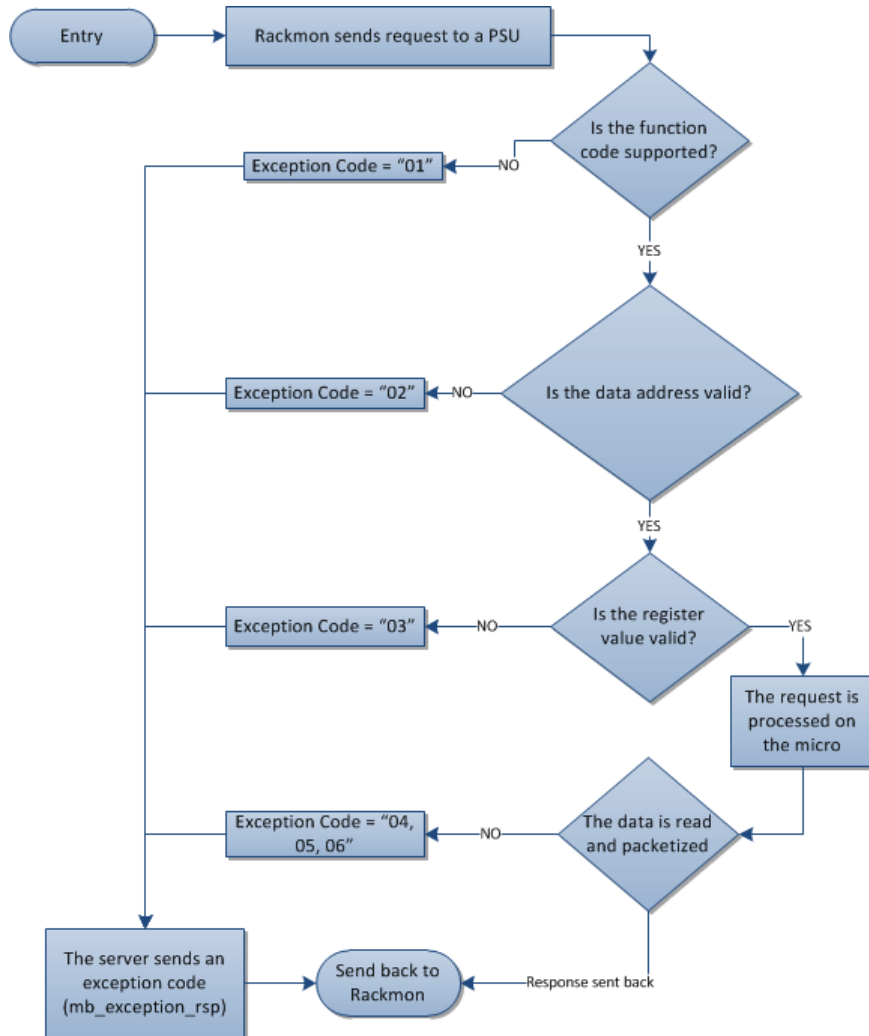 Entry
Rackmon sends request to a PSU
Is the function
code supported?
NO
Exception Code = “01”
YES
Is the data address valid?
NO
Exception Code = “02”
YES
Is the register
value valid?
NO
Exception Code = “03”
YES
The request is
processed on
the micro
The data is read
and packetized
NO
Exception Code = “04,
05, 06”
The server sends an
exception code
(mb_exception_rsp)
Send back to
Rackmon
Response sent back